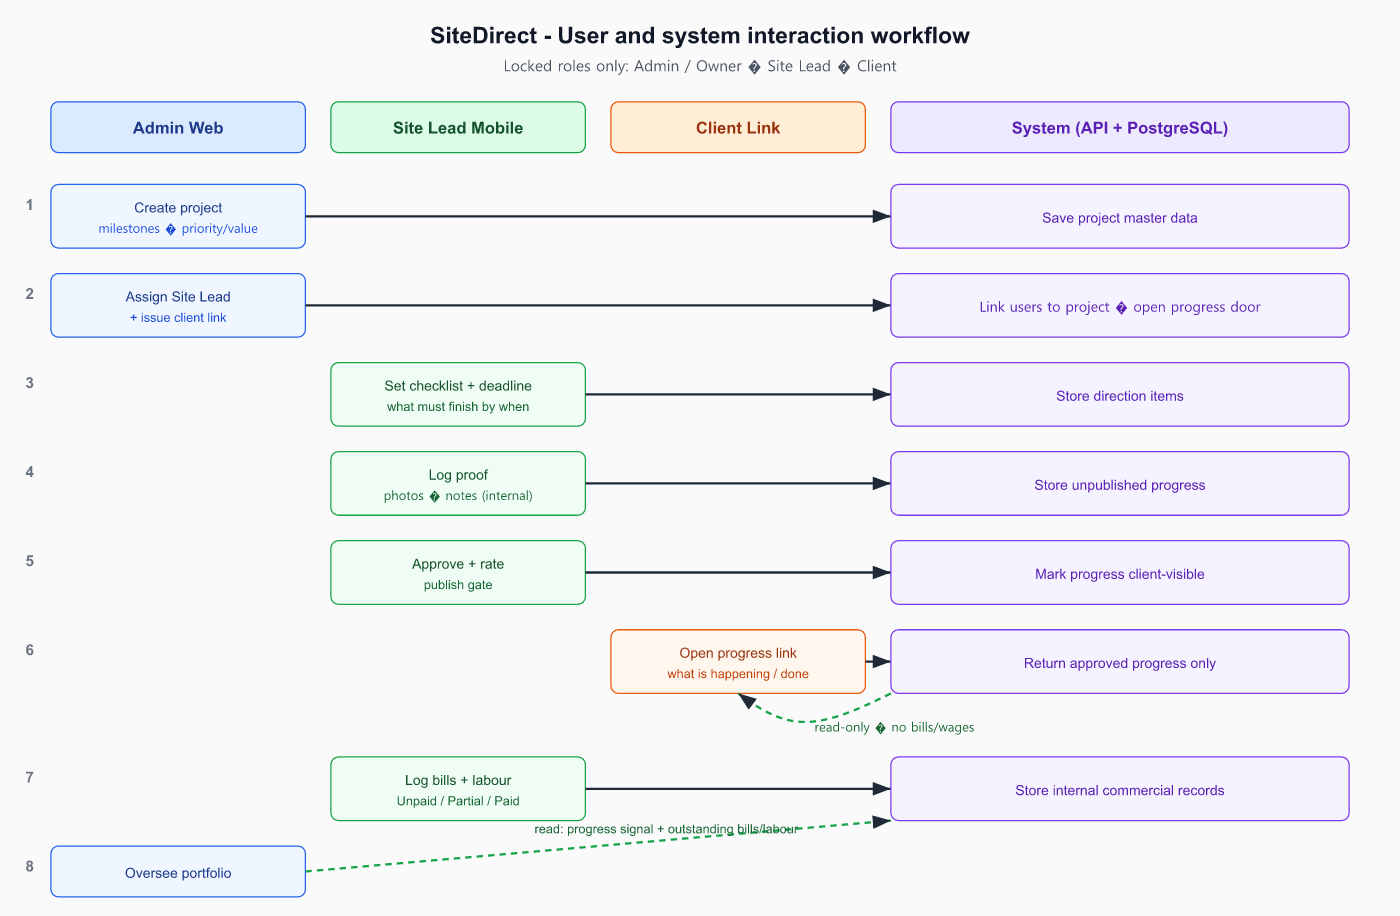 SiteDirect - User and system interaction workflow
Locked roles only: Admin / Owner � Site Lead � Client
Admin Web
Site Lead Mobile
Client Link
System (API + PostgreSQL)
1
Create project
milestones � priority/value
Save project master data
2
Assign Site Lead
+ issue client link
Link users to project � open progress door
3
Set checklist + deadline
what must finish by when
Store direction items
4
Log proof
photos � notes (internal)
Store unpublished progress
5
Approve + rate
publish gate
Mark progress client-visible
6
Open progress link
what is happening / done
Return approved progress only
read-only � no bills/wages
7
Log bills + labour
Unpaid / Partial / Paid
Store internal commercial records
read: progress signal + outstanding bills/labour
8
Oversee portfolio